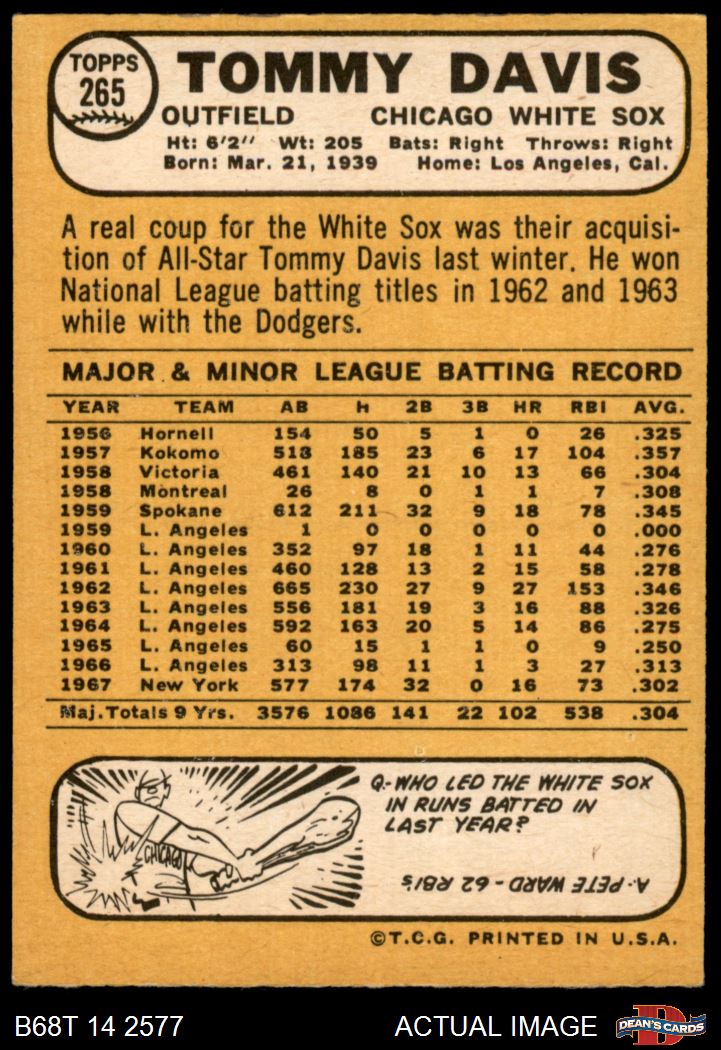 TOPPS
265
TOMMY DAVIS
OUTFIELD CHICAGO WHITE SOX
Ht: 6'2" Wt: 205 Bats: Right Throws: Right
Born: Mar. 21, 1939 Home: Los Angeles, Cal.
A real coup for the White Sox was their acquisi-
tion of All-Star Tommy Davis last winter. He won
National League batting titles in 1962 and 1963
while with the Dodgers.
MAJOR & MINOR LEAGUE BATTING RECORD
YEAR TEAM AB H 2B 3B HR RBI AVG.
1956 Hornell 154 50 5 1 0 26 .325
1957 Kokomo 518 185 23 6 17 104 .357
1958 Victoria 461 140 21 10 13 66 .304
1958 Montreal 26 8 0 1 1 7 .308
1959 Spokane 612 211 32 9 18 78 .345
1959 L. Angeles 1 0 0 0 0 0 .000
1960 L. Angeles 352 97 18 1 11 44 .276
1961 L. Angeles 460 128 13 2 15 58 .278
1962 L. Angeles 665 230 27 9 27 153 .346
1963 L. Angeles 556 181 19 3 16 88 .326
1964 L. Angeles 592 163 20 5 14 86 .275
1965 L. Angeles 60 15 1 1 0 9 .250
1966 L. Angeles 313 98 11 1 3 27 .313
1967 New York 577 174 32 0 16 73 .302
Maj. Totals 9 Yrs. 3576 1086 141 22 102 538 .304
CHICAGO
Q.-WHO LED THE WHITE SOX
IN RUNS BATTED IN
LAST YEAR?
A. PETE WARD - 62 RBI'S
©T.C.G. PRINTED IN U.S.A.
B68T 14 2577 ACTUAL IMAGE
D
DEAN'S CARDS